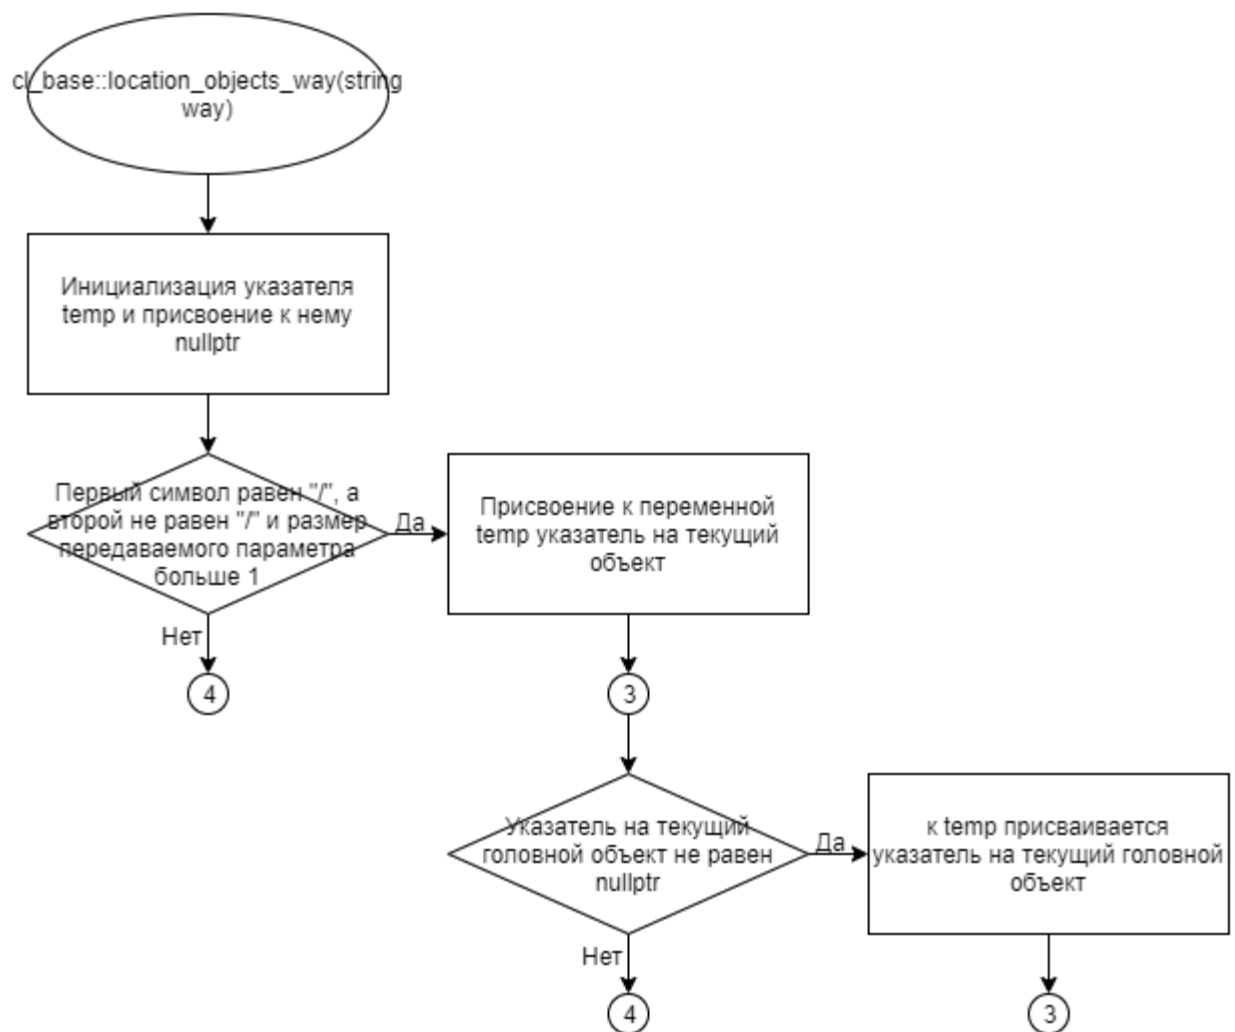 cl_base::location_objects_way(string
way)
Инициализация указателя
temp и присвоение к нему
nullptr
Первый символ равен "/", а
второй не равен "/" и размер
передаваемого параметра
больше 1
Да
Присвоение к переменной
temp указатель на текущий
объект
Нет
4
3
Указатель на текущий
головной объект не равен
nullptr
Да
к temp присваивается
указатель на текущий головной
объект
Нет
4
3